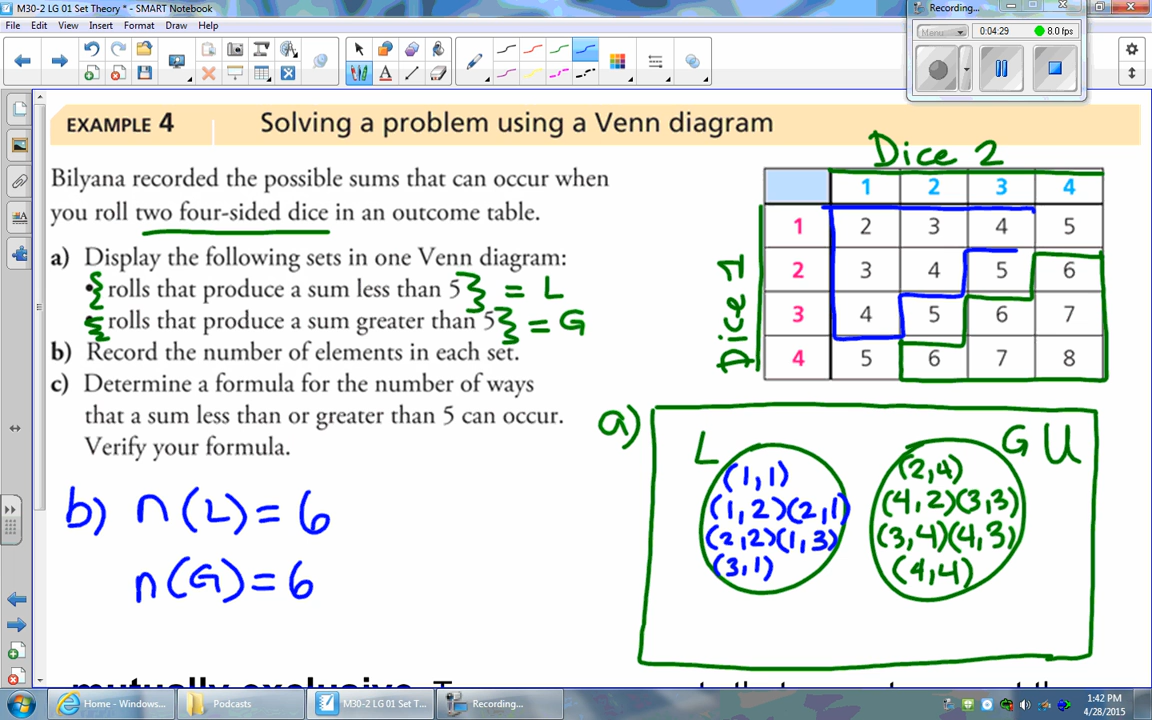 M30-2 LG 01 Set Theory * - SMART Notebook
File Edit View Insert Format Tools Add-ons Draw Help
Recording...
Menu
0:04:29
8.0 fps
EXAMPLE 4 Solving a problem using a Venn diagram
Bilyana recorded the possible sums that can occur when
you roll two four-sided dice in an outcome table.
a) Display the following sets in one Venn diagram:
• { rolls that produce a sum less than 5 } = L
• { rolls that produce a sum greater than 5 } = G
b) Record the number of elements in each set.
c) Determine a formula for the number of ways
that a sum less than or greater than 5 can occur.
Verify your formula.
b) n(L) = 6
n(G) = 6
Dice 2
Dice 1
1 2 3 4
1 2 3 4 5
2 3 4 5 6
3 4 5 6 7
4 5 6 7 8
a)
L G U
(1,1)
(1,2)(2,1)
(2,2)(1,3)
(3,1)
(2,4)
(4,2)(3,3)
(3,4)(4,3)
(4,4)
Home - Windows...
Podcasts
M30-2 LG 01 Set T...
Recording...
1:42 PM
4/28/2015